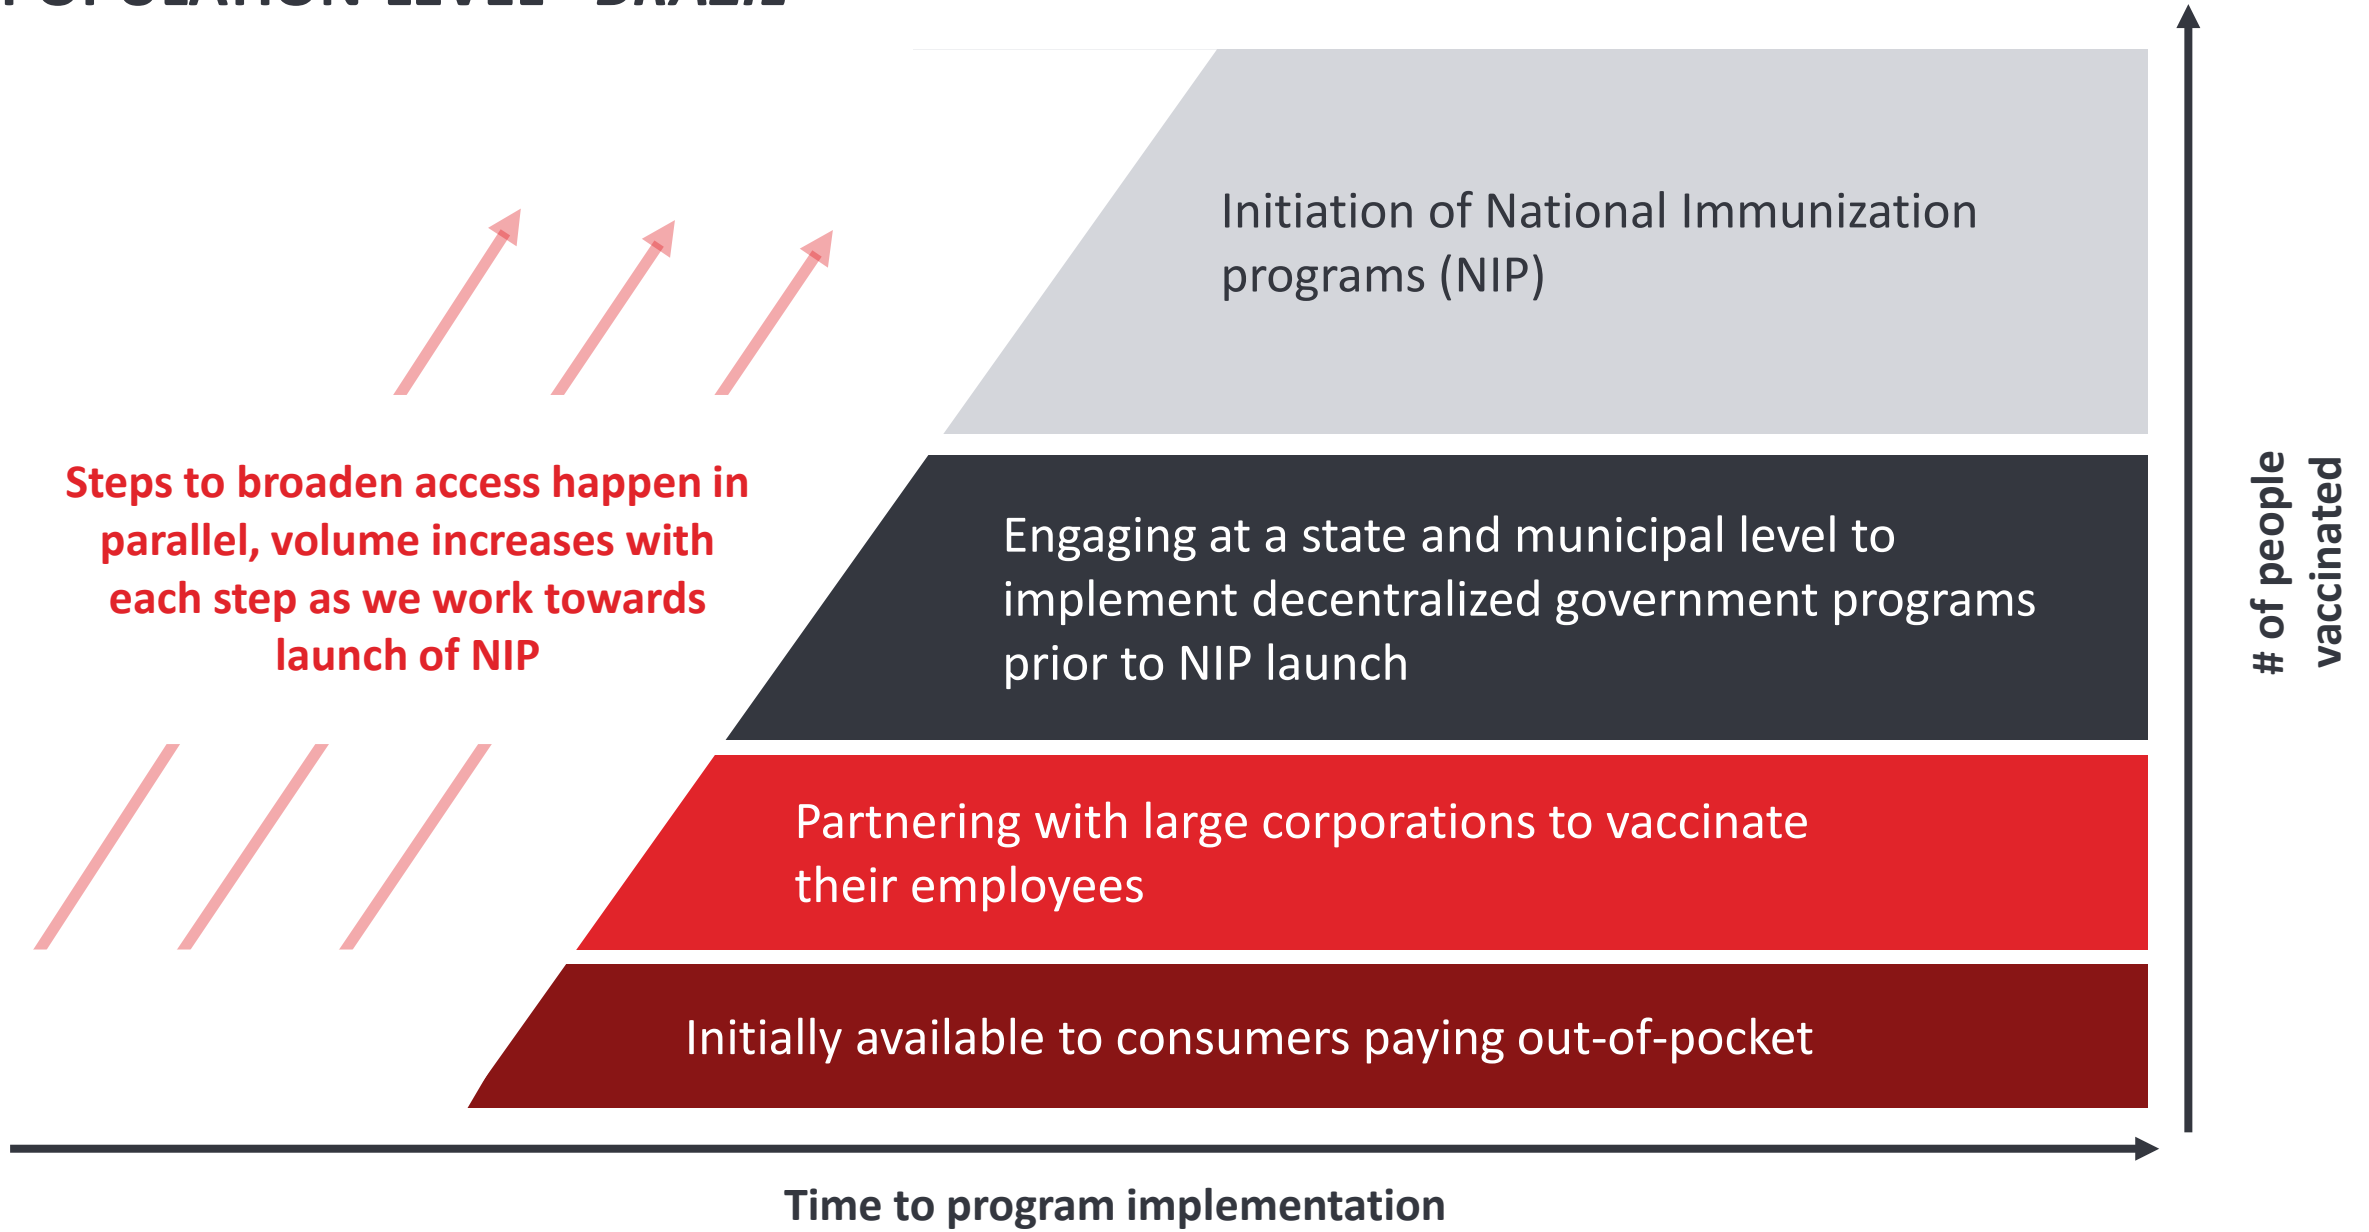 POPULATION LEVEL - BRAZIL
Initiation of National Immunization
programs (NIP)
Steps to broaden access happen in
parallel, volume increases with
each step as we work towards
launch of NIP
Engaging at a state and municipal level to
implement decentralized government programs
prior to NIP launch
Partnering with large corporations to vaccinate
their employees
Initially available to consumers paying out-of-pocket
# of people
vaccinated
Time to program implementation